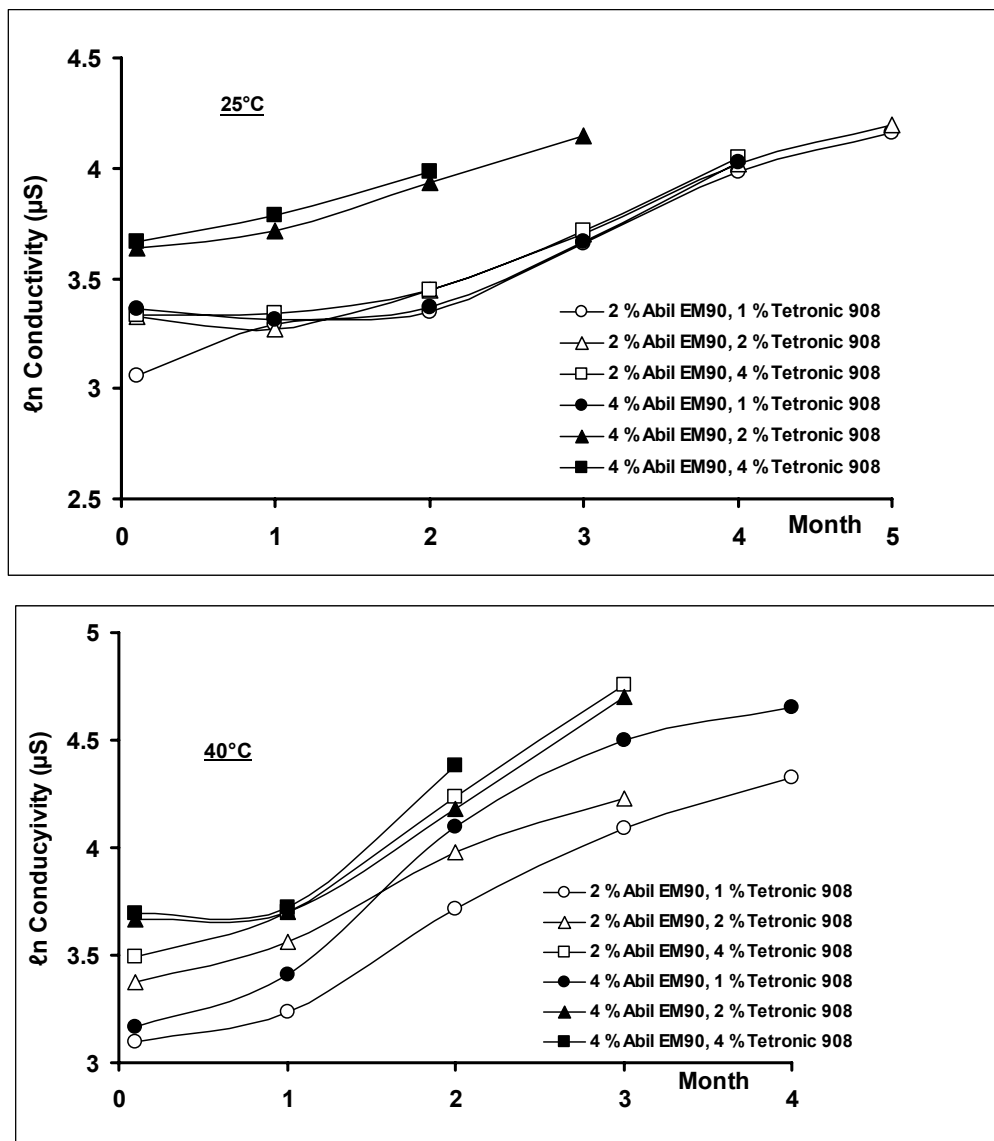 4.5
25°C
4
3.5
3
2.5
ℓn Conductivity (µS)
2 % Abil EM90, 1 % Tetronic 908
2 % Abil EM90, 2 % Tetronic 908
2 % Abil EM90, 4 % Tetronic 908
4 % Abil EM90, 1 % Tetronic 908
4 % Abil EM90, 2 % Tetronic 908
4 % Abil EM90, 4 % Tetronic 908
Month
0 1 2 3 4 5
5
4.5
40°C
4
3.5
3
ℓn Conducyivity (µS)
2 % Abil EM90, 1 % Tetronic 908
2 % Abil EM90, 2 % Tetronic 908
2 % Abil EM90, 4 % Tetronic 908
4 % Abil EM90, 1 % Tetronic 908
4 % Abil EM90, 2 % Tetronic 908
4 % Abil EM90, 4 % Tetronic 908
Month
0 1 2 3 4